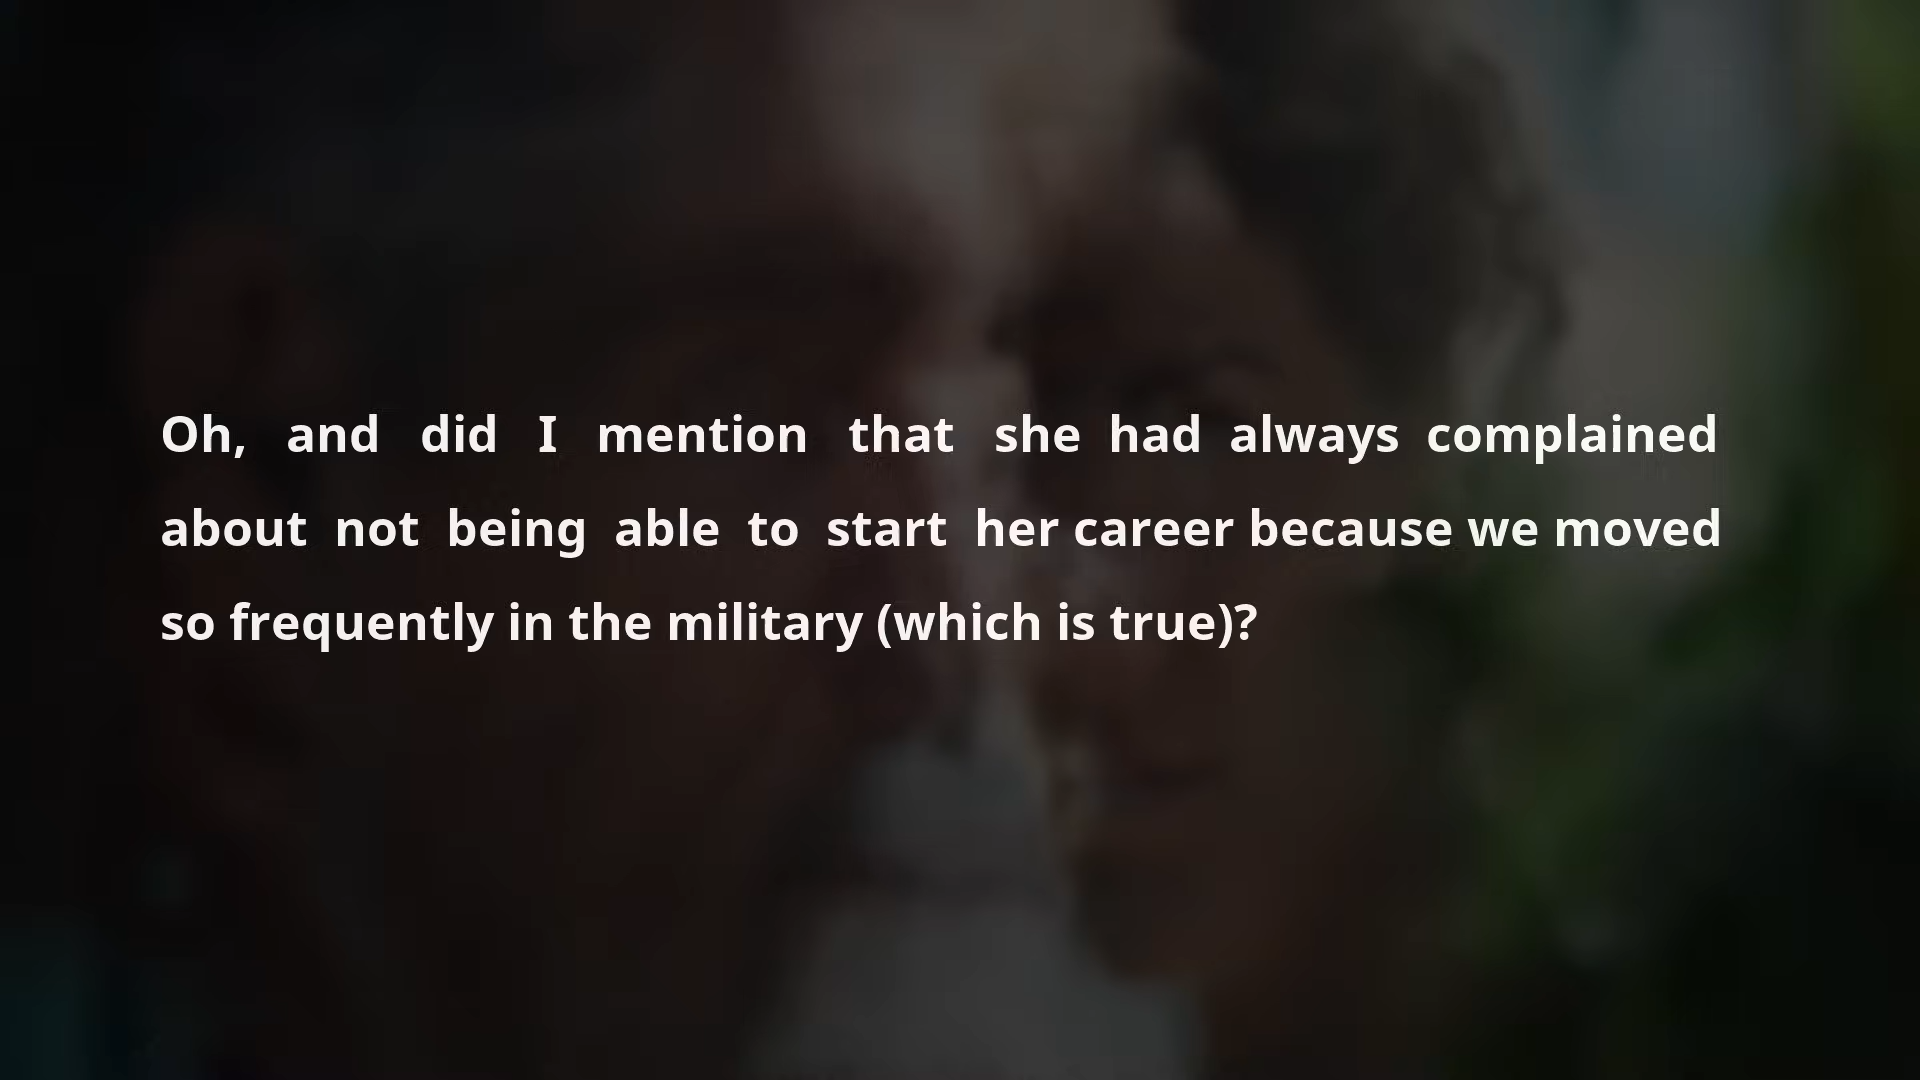 Oh, and did I mention that she had always complained
about not being able to start her career because we moved
so frequently in the military (which is true)?